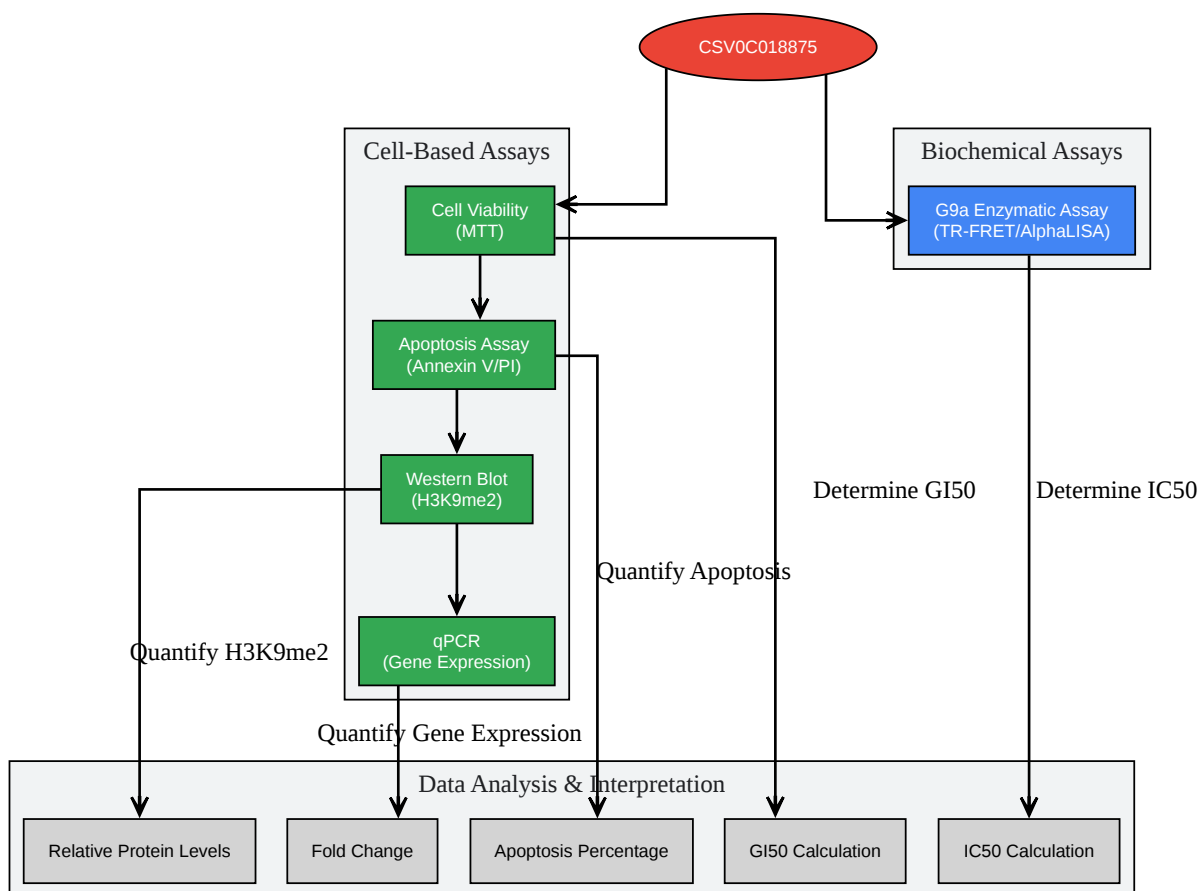 CSV0C018875
Cell-Based Assays
Biochemical Assays
Cell Viability
(MTT)
G9a Enzymatic Assay
(TR-FRET/AlphaLISA)
Apoptosis Assay
(Annexin V/PI)
Western Blot
(H3K9me2)
Determine GI50
Determine IC50
Quantify Apoptosis
qPCR
(Gene Expression)
Quantify H3K9me2
Quantify Gene Expression
Data Analysis & Interpretation
Relative Protein Levels
Fold Change
Apoptosis Percentage
GI50 Calculation
IC50 Calculation